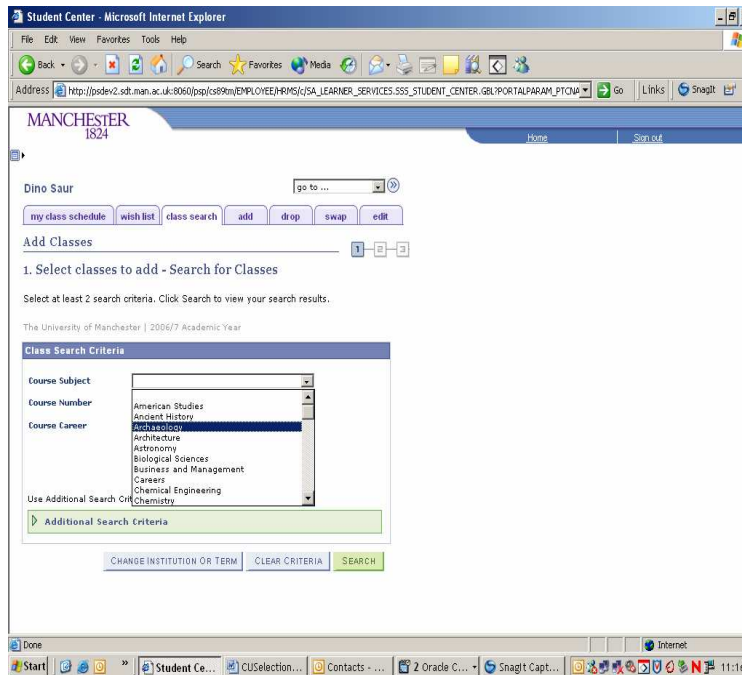 Student Center - Microsoft Internet Explorer
File Edit View Favorites Tools Help
Back Search Favorites Media
Address http://psdev2.sdt.man.ac.uk:8060/psp/cs89tm/EMPLOYEE/HRMS/c/SA_LEARNER_SERVICES.SSS_STUDENT_CENTER.GBL?PORTALPARAM_PTCNA Go Links SnagIt
MANCHESTER
1824
Home Sign out
Dino Saur go to ...
my class schedule wish list class search add drop swap edit
Add Classes 1 2 3
1. Select classes to add - Search for Classes
Select at least 2 search criteria. Click Search to view your search results.
The University of Manchester | 2006/7 Academic Year
Class Search Criteria
Course Subject
Course Number
Course Career
American Studies
Ancient History
Archaeology
Architecture
Astronomy
Biological Sciences
Business and Management
Careers
Chemical Engineering
Chemistry
Use Additional Search Crit
Additional Search Criteria
CHANGE INSTITUTION OR TERM CLEAR CRITERIA SEARCH
Done Internet
Start Student Ce... CUSelection... Contacts - ... 2 Oracle C... SnagIt Capt... 11:16